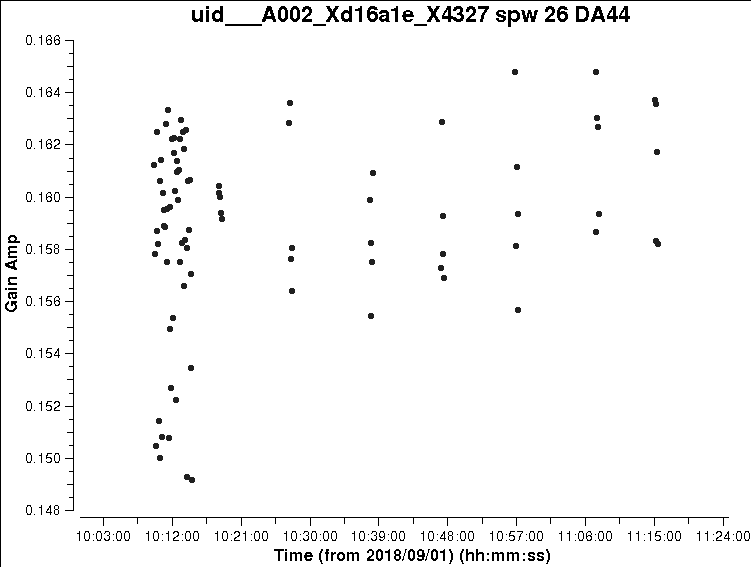 uid___A002_Xd16a1e_X4327 spw 26 DA44
0.166
0.164
0.162
0.160
0.158
0.156
0.154
0.152
0.150
0.148
Gain Amp
10:03:00 10:12:00 10:21:00 10:30:00 10:39:00 10:48:00 10:57:00 11:06:00 11:15:00 11:24:00
Time (from 2018/09/01) (hh:mm:ss)